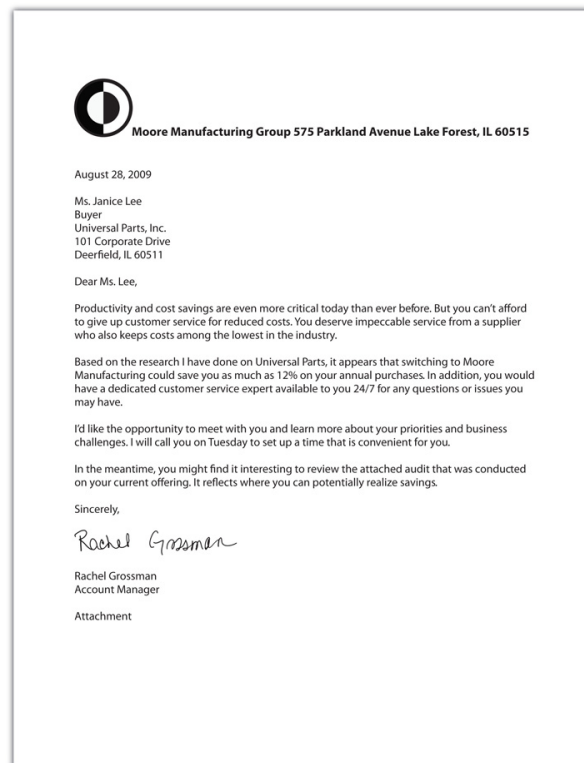 Moore Manufacturing Group 575 Parkland Avenue Lake Forest, IL 60515
August 28, 2009
Ms. Janice Lee
Buyer
Universal Parts, Inc.
101 Corporate Drive
Deerfield, IL 60511
Dear Ms. Lee,
Productivity and cost savings are even more critical today than ever before. But you can’t afford
to give up customer service for reduced costs. You deserve impeccable service from a supplier
who also keeps costs among the lowest in the industry.
Based on the research I have done on Universal Parts, it appears that switching to Moore
Manufacturing could save you as much as 12% on your annual purchases. In addition, you would
have a dedicated customer service expert available to you 24/7 for any questions or issues you
may have.
I’d like the opportunity to meet with you and learn more about your priorities and business
challenges. I will call you on Tuesday to set up a time that is convenient for you.
In the meantime, you might find it interesting to review the attached audit that was conducted
on your current offering. It reflects where you can potentially realize savings.
Sincerely,
Rachel Grossman
Rachel Grossman
Account Manager
Attachment